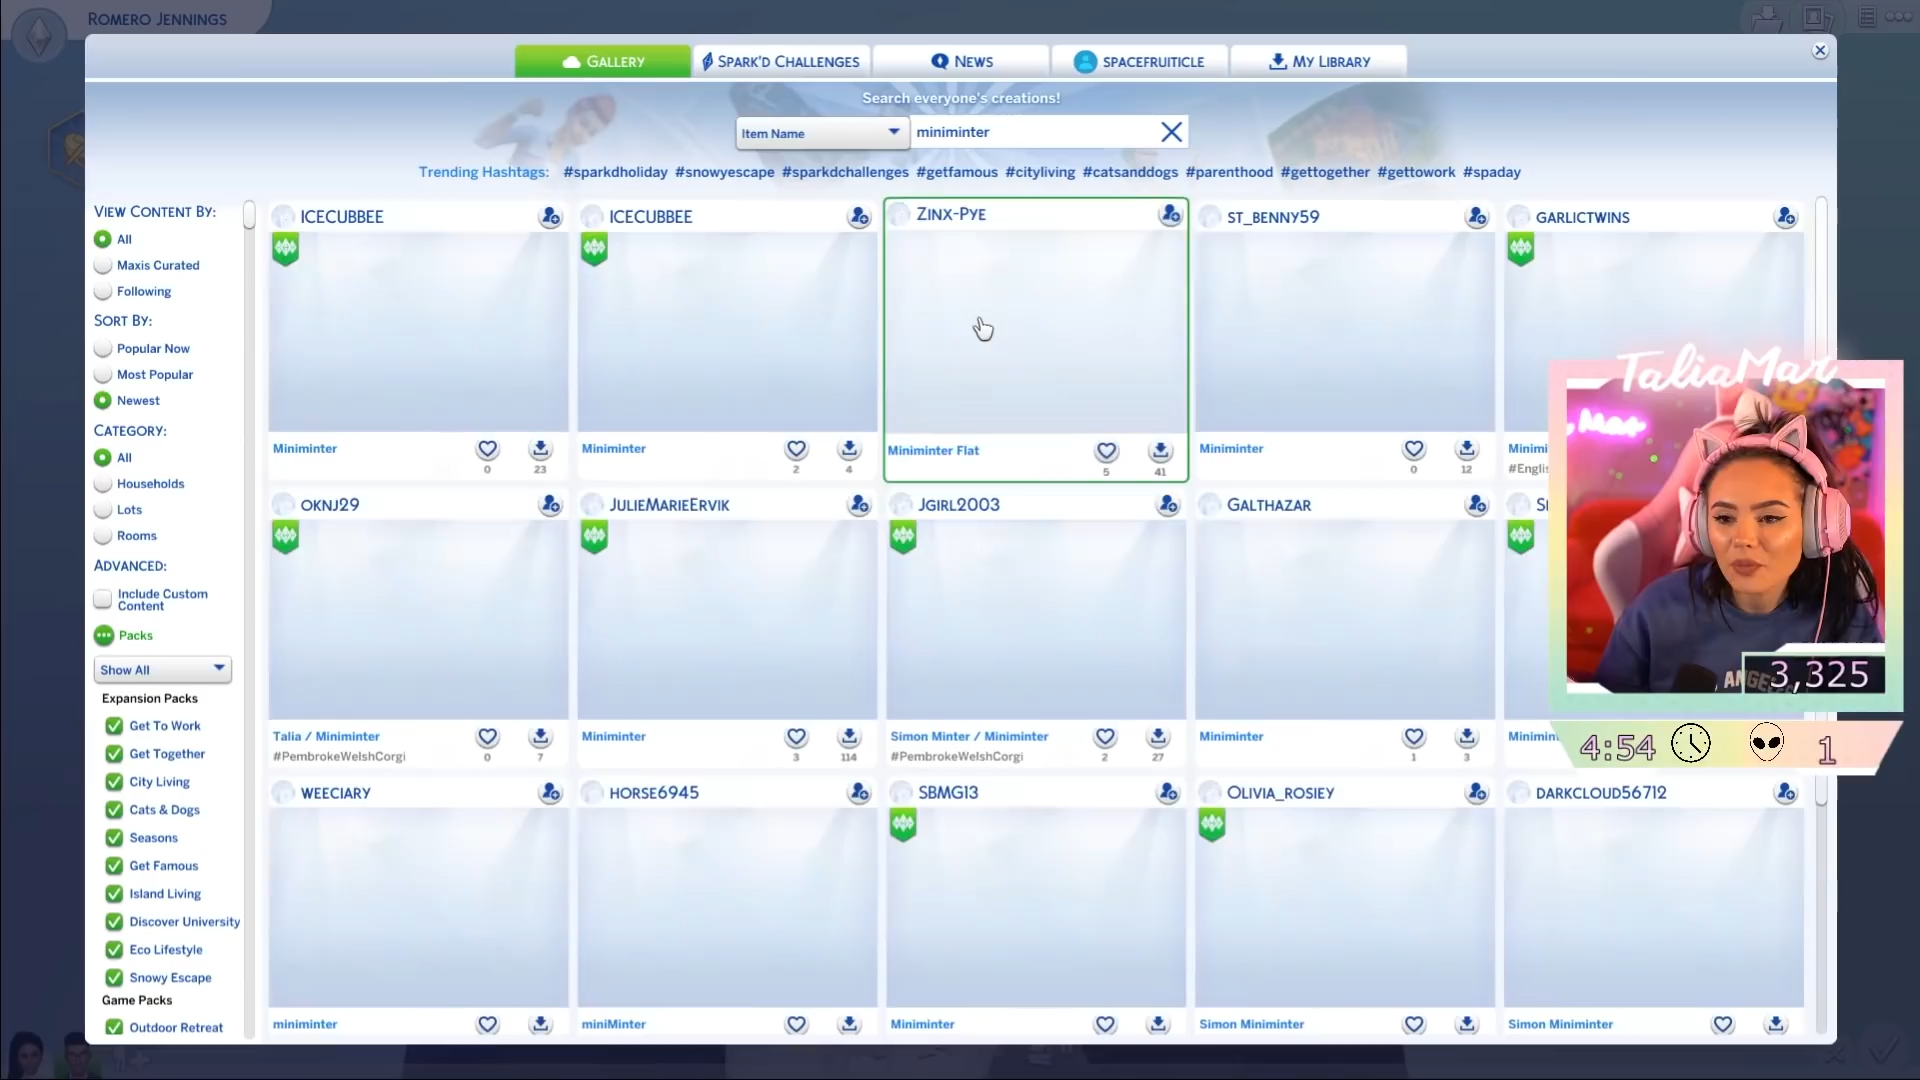 ROMERO JENNINGS
GALLERY
SPARK'D CHALLENGES
NEWS
SPACEFRUITICLE
MY LIBRARY
Search everyone's creations!
Item Name
miniminter
Trending Hashtags: #sparkdholiday #snowyescape #sparkdchallenges #getfamous #cityliving #catsanddogs #parenthood #gettogether #gettowork #spaday
VIEW CONTENT BY:
All
Maxis Curated
Following
SORT BY:
Popular Now
Most Popular
Newest
CATEGORY:
All
Households
Lots
Rooms
ADVANCED:
Include Custom
Content
Packs
Show All
Expansion Packs
Get To Work
Get Together
City Living
Cats & Dogs
Seasons
Get Famous
Island Living
Discover University
Eco Lifestyle
Snowy Escape
Game Packs
Outdoor Retreat
ICECUBBEE
Miniminter
0 23
ICECUBBEE
Miniminter
2 4
ZINX-PYE
Miniminter Flat
5 41
ST_BENNY59
Miniminter
0 12
GARLICTWINS
OKNJ29
Talia / Miniminter
#PembrokeWelshCorgi
0 7
JULIEMARIEERVIK
Miniminter
3 114
JGIRL2003
Simon Minter / Miniminter
#PembrokeWelshCorgi
2 27
GALTHAZAR
Miniminter
1 3
WEECIARY
miniminter
HORSE6945
miniMinter
SBMG13
Miniminter
OLIVIA_ROSIEY
Simon Miniminter
DARKCLOUD56712
Simon Miniminter
TaliaMar
Mar
3,325
4:54
1